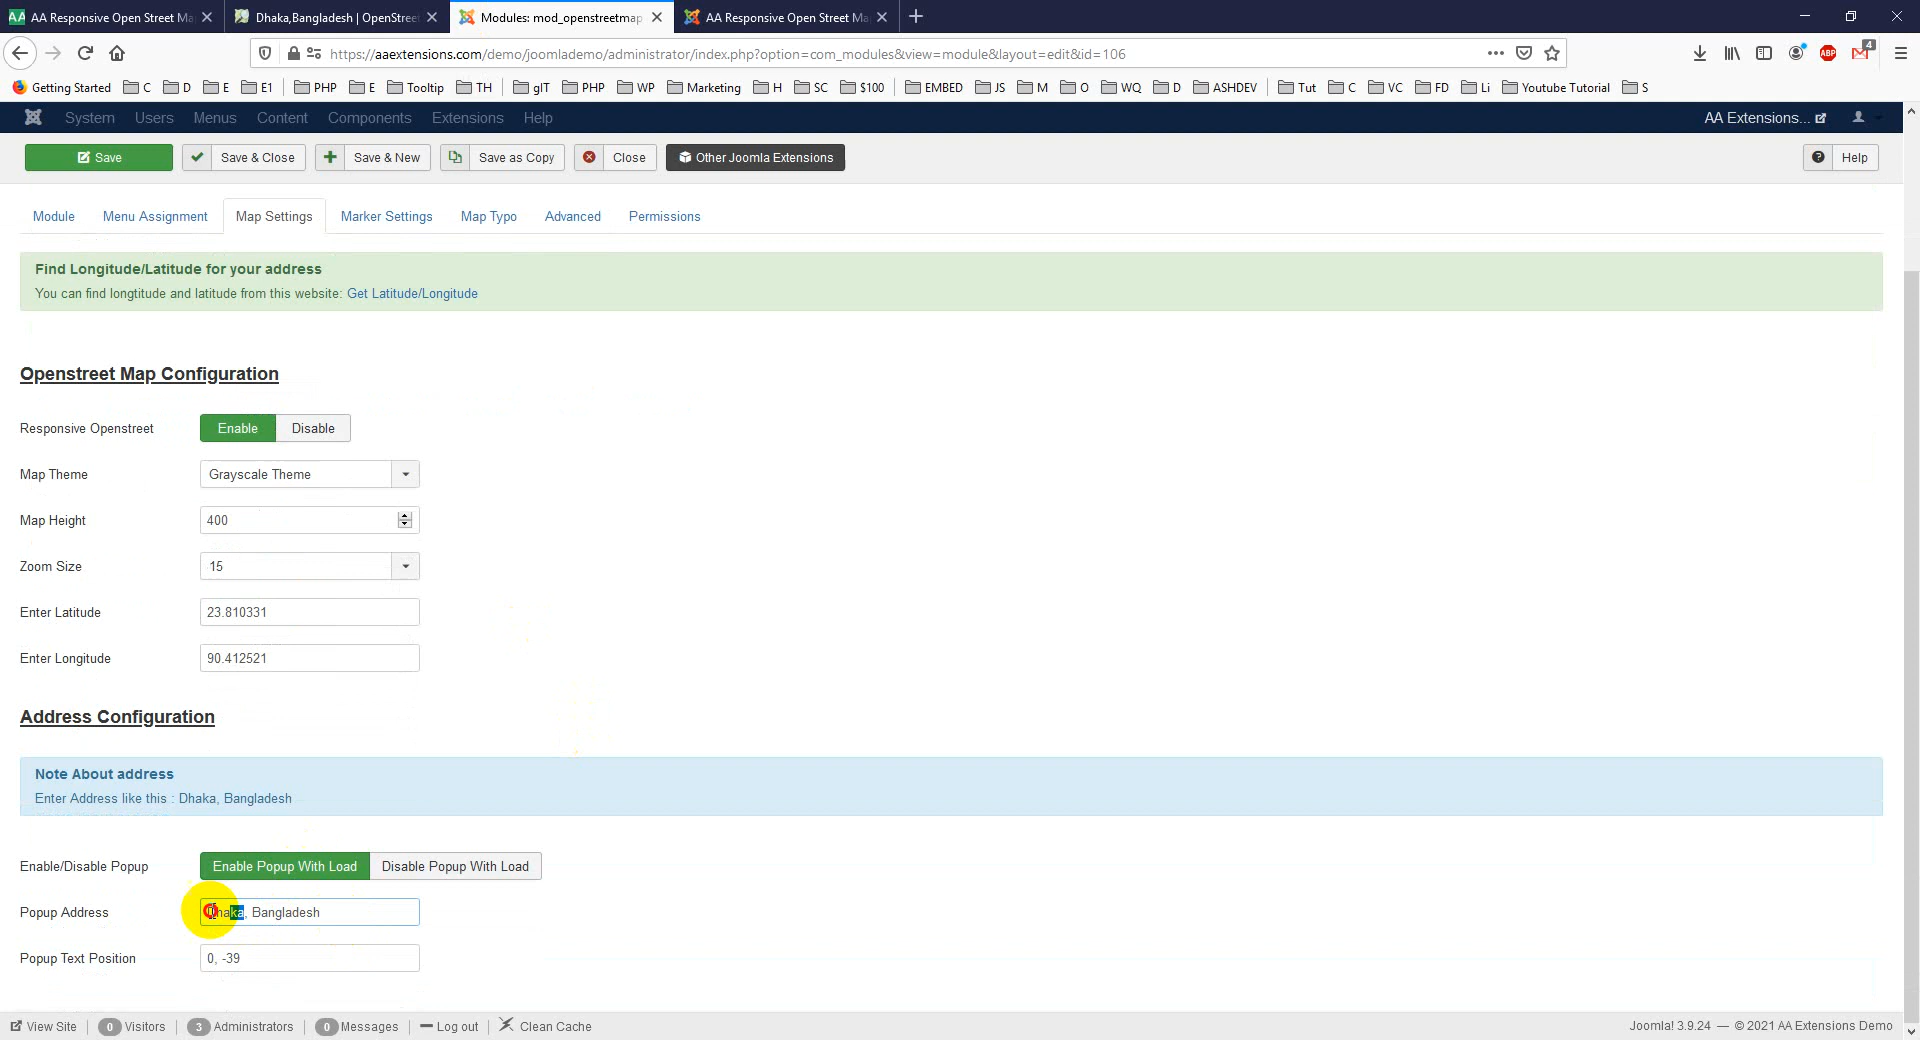 AA Responsive Open Street Ma
Dhaka,Bangladesh | OpenStree
Modules: mod_openstreetmap
AA Responsive Open Street Ma
https://aaextensions.com/demo/joomlademo/administrator/index.php?option=com_modules&view=module&layout=edit&id=106
4
Getting Started C D E E1 PHP E Tooltip TH gIT PHP WP Marketing H SC $100 EMBED JS M O WQ D ASHDEV Tut C VC FD Li Youtube Tutorial S
System Users Menus Content Components Extensions Help AA Extensions...
Save Save & Close Save & New Save as Copy Close Other Joomla Extensions Help
Module Menu Assignment Map Settings Marker Settings Map Typo Advanced Permissions
Find Longitude/Latitude for your address
You can find longtitude and latitude from this website: Get Latitude/Longitude
Openstreet Map Configuration
Responsive Openstreet Enable Disable
Map Theme Grayscale Theme
Map Height 400
Zoom Size 15
Enter Latitude 23.810331
Enter Longitude 90.412521
Address Configuration
Note About address
Enter Address like this : Dhaka, Bangladesh
Enable/Disable Popup Enable Popup With Load Disable Popup With Load
Popup Address Dhaka, Bangladesh
Popup Text Position 0, -39
View Site 0 Visitors 3 Administrators 0 Messages Log out Clean Cache Joomla! 3.9.24 — © 2021 AA Extensions Demo